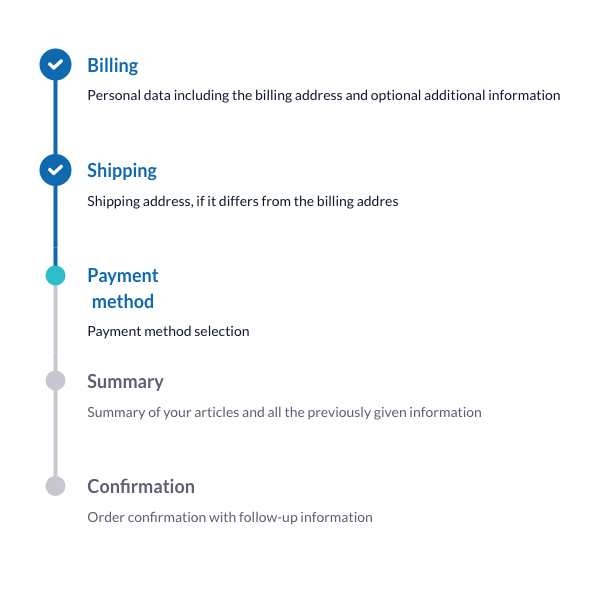 Billing
Personal data including the billing address and optional additional information
Shipping
Shipping address, if it differs from the billing addres
Payment
method
Payment method selection
Summary
Summary of your articles and all the previously given information
Confirmation
Order confirmation with follow-up information